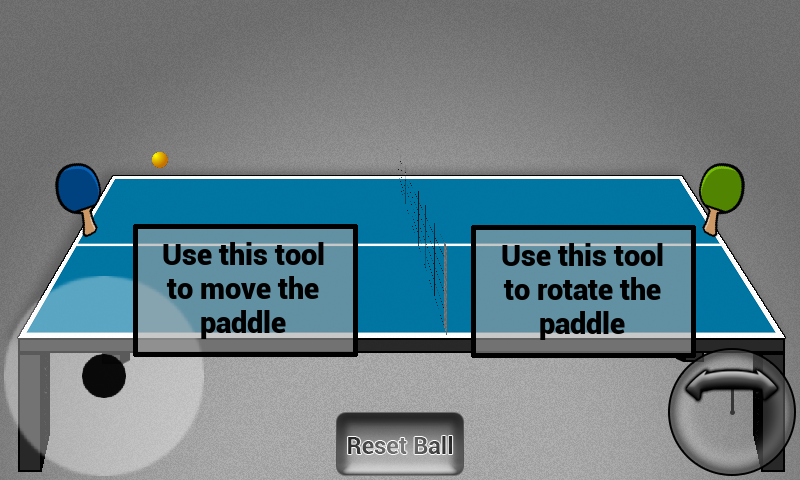 Use this tool
to move the
paddle
Use this tool
to rotate the
paddle
Reset Ball